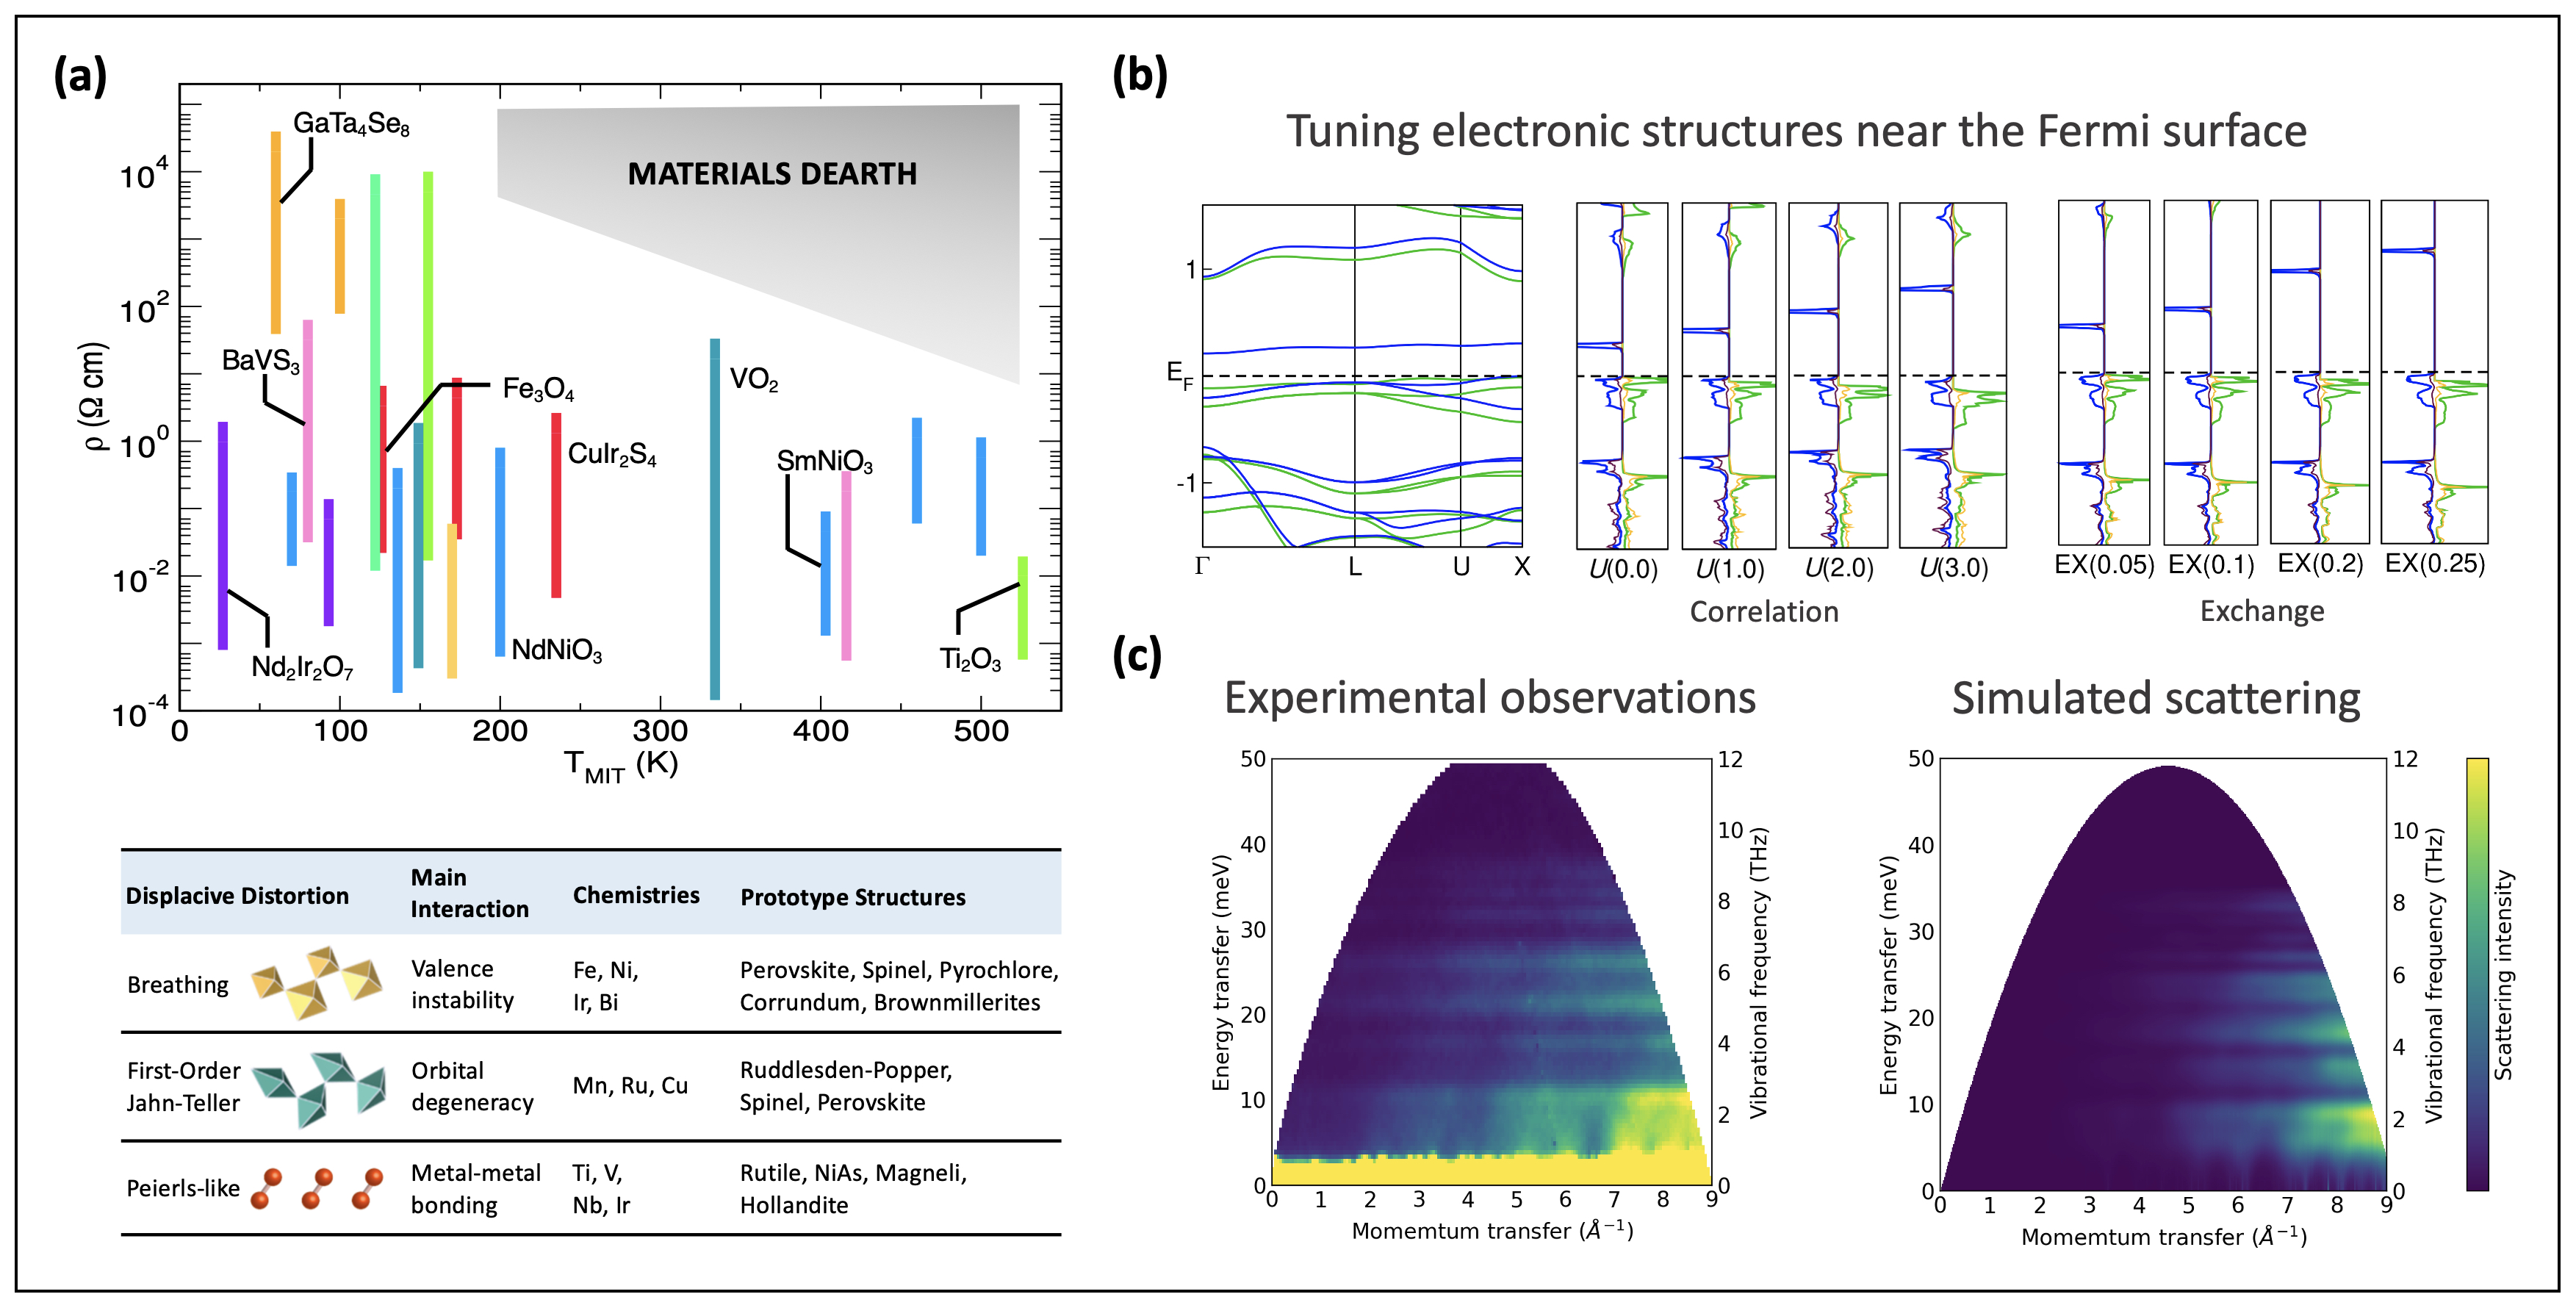 (a)
GaTa₄Se₈
MATERIALS DEARTH
BaVS₃
Fe₃O₄
VO₂
CuIr₂S₄
SmNiO₃
NdNiO₃
Nd₂Ir₂O₇
Ti₂O₃
ρ (Ω cm)
10⁴
10²
10⁰
10⁻²
10⁻⁴
0 100 200 300 400 500
T_MIT (K)
Displacive Distortion Main Interaction Chemistries Prototype Structures
Breathing
Valence
instability
Fe, Ni,
Ir, Bi
Perovskite, Spinel, Pyrochlore,
Corrundum, Brownmillerites
First-Order
Jahn-Teller
Orbital
degeneracy
Mn, Ru, Cu
Ruddlesden-Popper,
Spinel, Perovskite
Peierls-like
Metal-metal
bonding
Ti, V,
Nb, Ir
Rutile, NiAs, Magneli,
Hollandite
(b)
Tuning electronic structures near the Fermi surface
1
E_F
-1
Γ L U X
U(0.0) U(1.0) U(2.0) U(3.0)
Correlation
EX(0.05) EX(0.1) EX(0.2) EX(0.25)
Exchange
(c)
Experimental observations
Energy transfer (meV)
50
40
30
20
10
0
0 1 2 3 4 5 6 7 8 9
Momemtum transfer (Å⁻¹)
12
10
8
6
4
2
0
Vibrational frequency (THz)
Simulated scattering
Energy transfer (meV)
50
40
30
20
10
0
0 1 2 3 4 5 6 7 8 9
Momemtum transfer (Å⁻¹)
12
10
8
6
4
2
0
Vibrational frequency (THz)
Scattering intensity